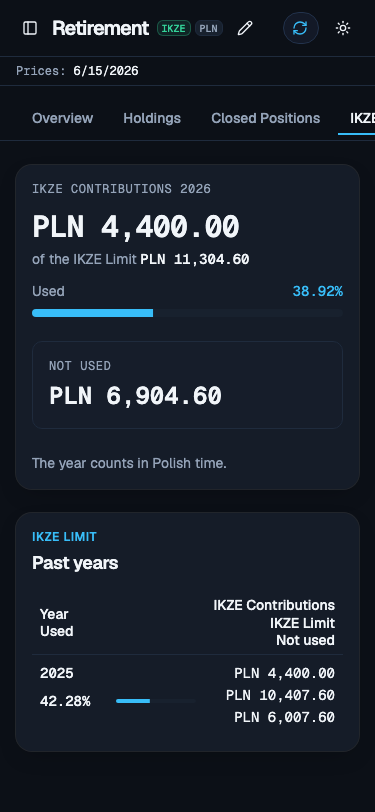 Retirement IKZE PLN
Prices: 6/15/2026
Overview Holdings Closed Positions IKZE
IKZE CONTRIBUTIONS 2026
PLN 4,400.00
of the IKZE Limit PLN 11,304.60
Used 38.92%
NOT USED
PLN 6,904.60
The year counts in Polish time.
IKZE LIMIT
Past years
Year
Used
IKZE Contributions
IKZE Limit
Not used
2025
42.28%
PLN 4,400.00
PLN 10,407.60
PLN 6,007.60